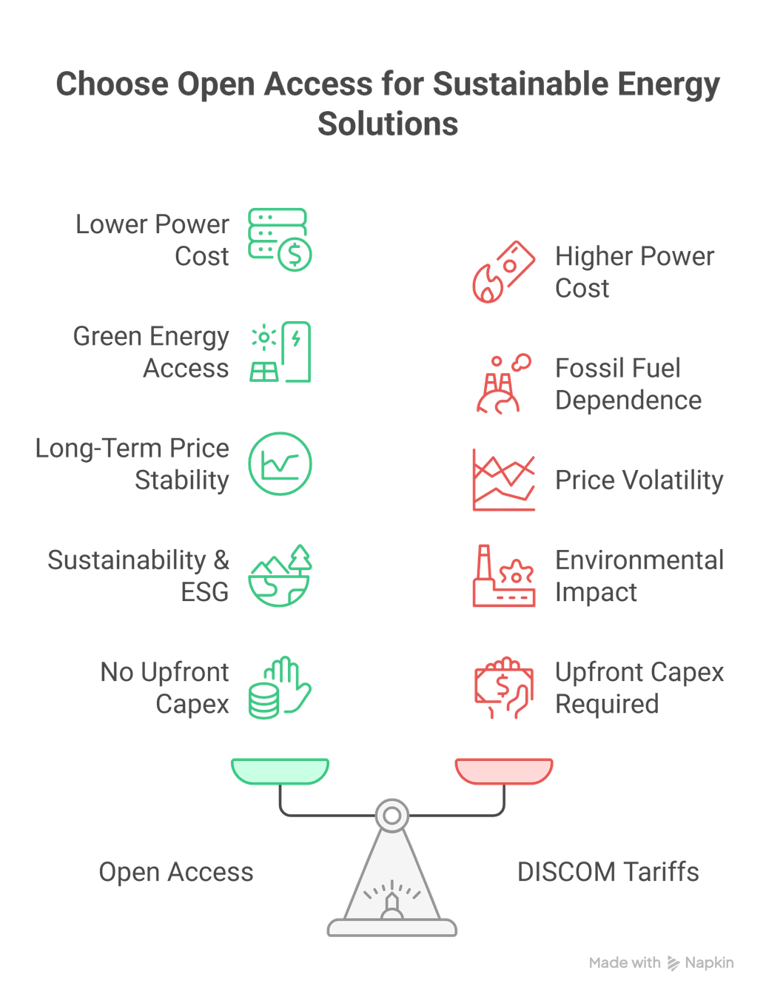 Choose Open Access for Sustainable Energy
Solutions
Lower Power
Cost
Green Energy
Access
Long-Term Price
Stability
Sustainability &
ESG
No Upfront
Capex
Higher Power
Cost
Fossil Fuel
Dependence
Price Volatility
Environmental
Impact
Upfront Capex
Required
Open Access
DISCOM Tariffs
Made with Napkin